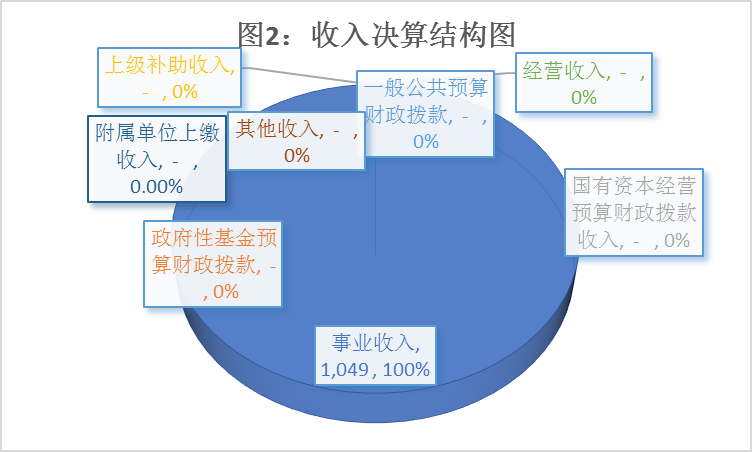 图2：收入决算结构图
上级补助收入,
- , 0%
一般公共预算
财政拨款, - ,
0%
经营收入, - ,
0%
附属单位上缴
收入, - ,
0.00%
其他收入, - ,
0%
国有资本经营
预算财政拨款
收入, - , 0%
政府性基金预
算财政拨款, -
, 0%
事业收入,
1,049 , 100%